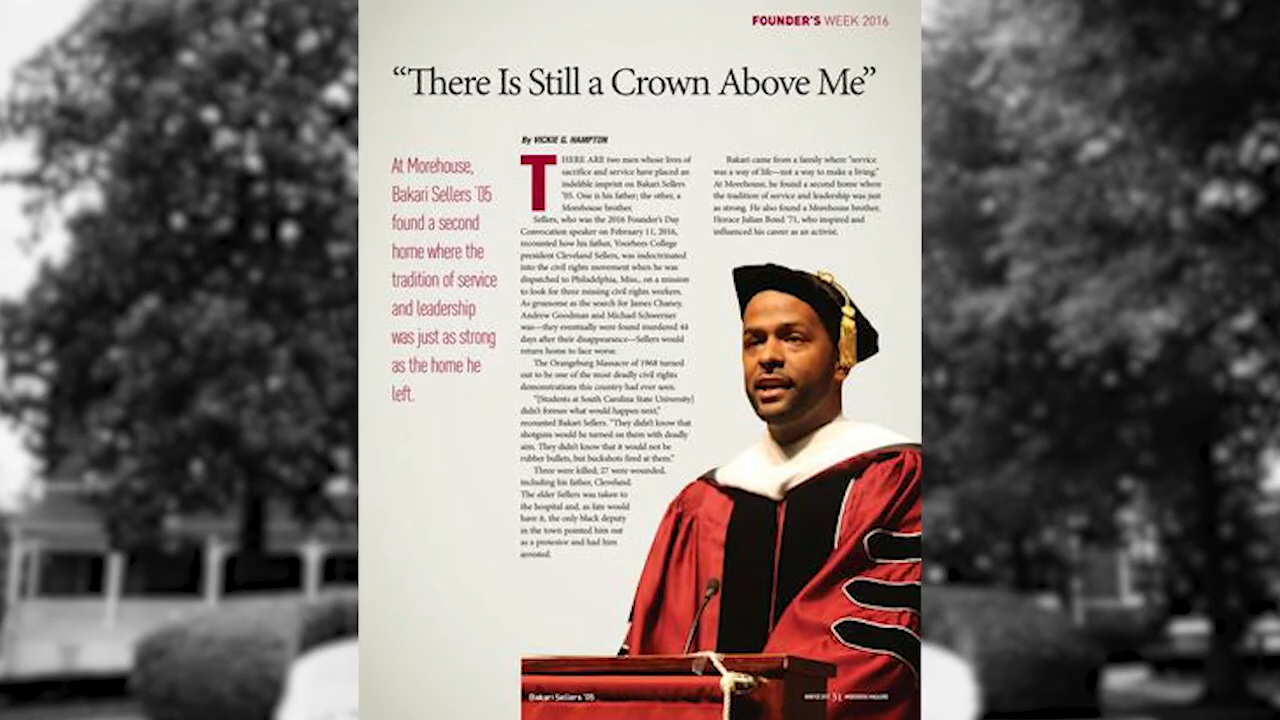 FOUNDER'S WEEK 2016
“There Is Still a Crown Above Me”
By VICKIE G. HAMPTON
At Morehouse,
Bakari Sellers '05
found a second
home where the
tradition of service
and leadership
was just as strong
as the home he
left.
THERE ARE two men whose lives of
sacrifice and service have placed an
indelible imprint on Bakari Sellers
'05. One is his father; the other, a
Morehouse brother.
Sellers, who was the 2016 Founder's Day
Convocation speaker on February 11, 2016,
recounted how his father, Voorhees College
president Cleveland Sellers, was indoctrinated
into the civil rights movement when he was
dispatched to Philadelphia, Miss., on a mission
to look for three missing civil rights workers.
As gruesome as the search for James Chaney,
Andrew Goodman and Michael Schwerner
was—they eventually were found murdered 44
days after their disappearance—Sellers would
return home to face worse.
The Orangeburg Massacre of 1968 turned
out to be one of the most deadly civil rights
demonstrations this country had ever seen.
“[Students at South Carolina State University]
didn't foresee what would happen next,”
recounted Bakari Sellers. “They didn't know that
shotguns would be turned on them with deadly
aim. They didn't know that it would not be
rubber bullets, but buckshots fired at them.”
Three were killed; 27 were wounded,
including his father, Cleveland.
The elder Sellers was taken to
the hospital and, as fate would
have it, the only black deputy
in the town pointed him out
as a protestor and had him
arrested.
Bakari came from a family where “service
was a way of life—not a way to make a living.”
At Morehouse, he found a second home where
the tradition of service and leadership was just
as strong. He also found a Morehouse brother,
Horace Julian Bond '71, who inspired and
influenced his career as an activist.
Bakari Sellers '05
31 MOREHOUSE MAGAZINE